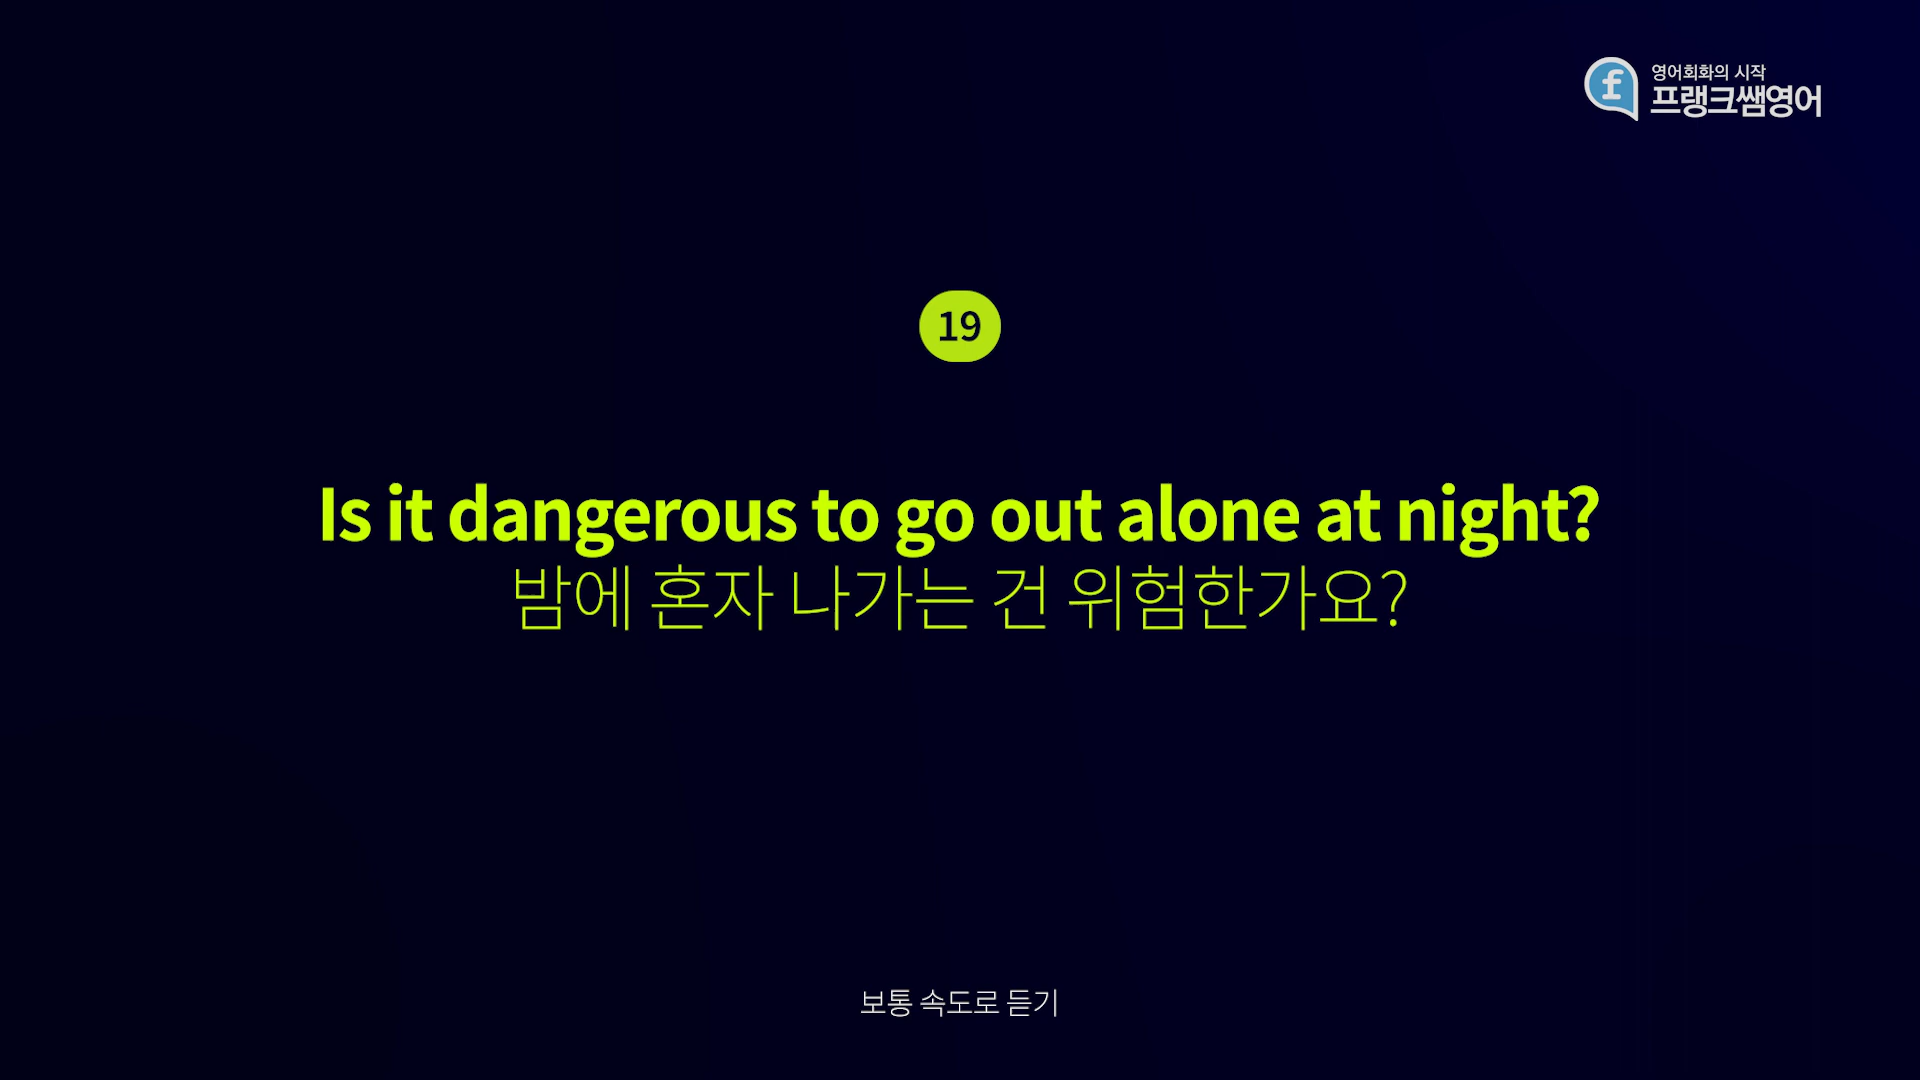 영어회화의 시작
프랭크쌤영어
19
Is it dangerous to go out alone at night?
밤에 혼자 나가는 건 위험한가요?
보통 속도로 듣기